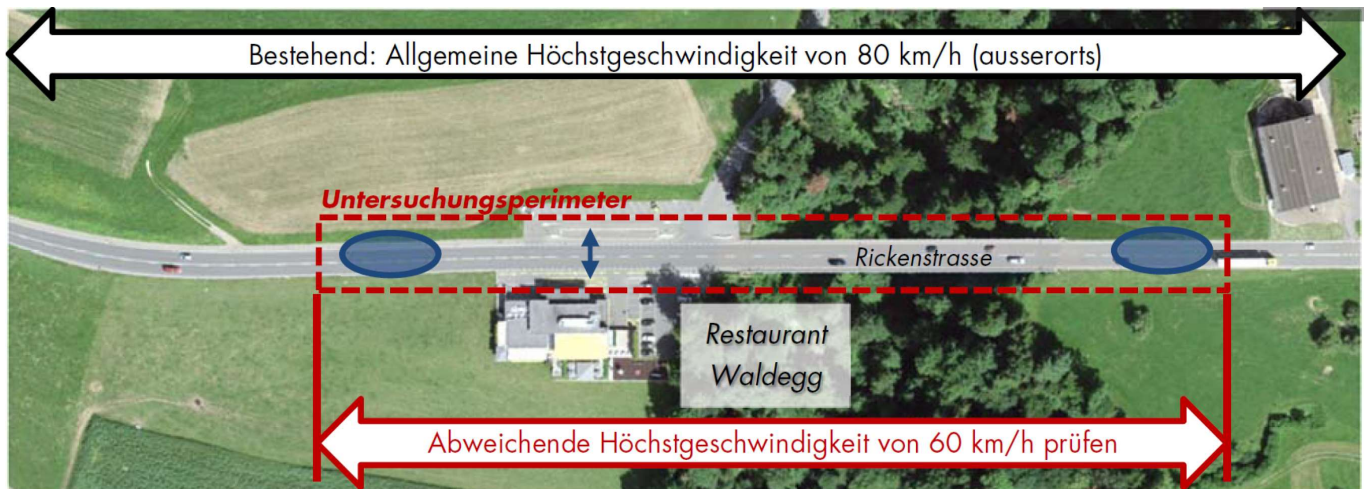 Bestehend: Allgemeine Höchstgeschwindigkeit von 80 km/h (ausserorts)
Untersuchungsperimeter
Rickenstrasse
Restaurant
Waldegg
Abweichende Höchstgeschwindigkeit von 60 km/h prüfen